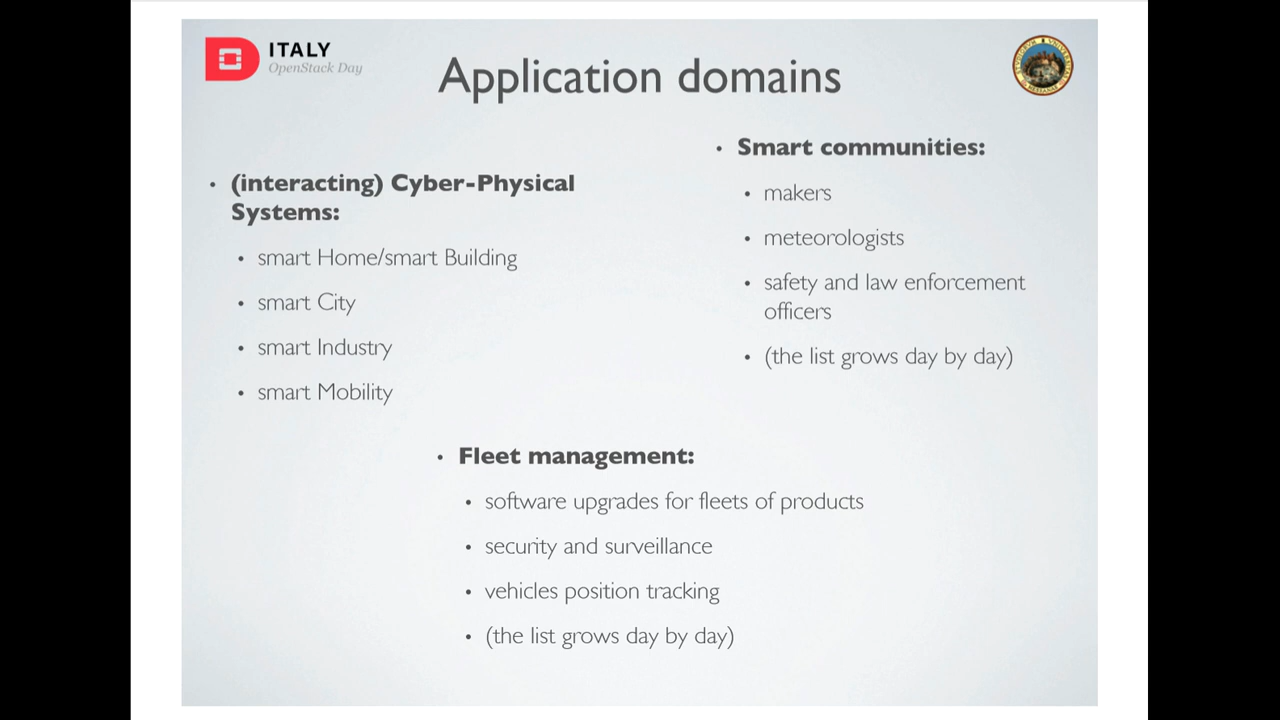 ITALY
OpenStack Day
Application domains
• (interacting) Cyber-Physical
Systems:
• smart Home/smart Building
• smart City
• smart Industry
• smart Mobility
• Smart communities:
• makers
• meteorologists
• safety and law enforcement
officers
• (the list grows day by day)
• Fleet management:
• software upgrades for fleets of products
• security and surveillance
• vehicles position tracking
• (the list grows day by day)